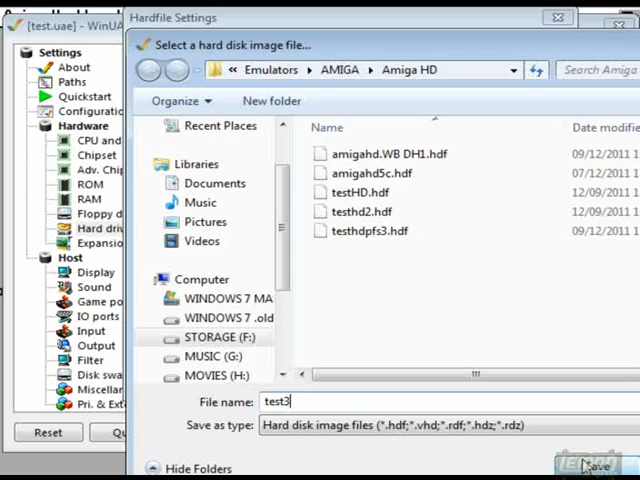 Hardfile Settings
[test.uae] - WinUA
Select a hard disk image file...
Settings
About
Paths
Quickstart
Configuratio
Hardware
CPU and
Chipset
Adv. Chip
ROM
RAM
Floppy d
Hard driv
Expansio
Host
Display
Sound
Game po
IO ports
Input
Output
Filter
Disk swa
Miscellar
Pri. & Ext
Reset
Qu
« Emulators AMIGA Amiga HD
Search Amiga
Organize
New folder
Recent Places
Libraries
Documents
Music
Pictures
Videos
Computer
WINDOWS 7 MA
WINDOWS 7 .old
STORAGE (F:)
MUSIC (G:)
MOVIES (H:)
Name
Date modifie
amigahd.WB DH1.hdf
09/12/2011 1
amigahd5c.hdf
07/12/2011 1
testHD.hdf
12/09/2011 1
testhd2.hdf
12/09/2011 1
testhdpfs3.hdf
09/12/2011 1
File name: test3
Save as type: Hard disk image files (*.hdf;*.vhd;*.rdf;*.hdz;*.rdz)
Hide Folders
Save